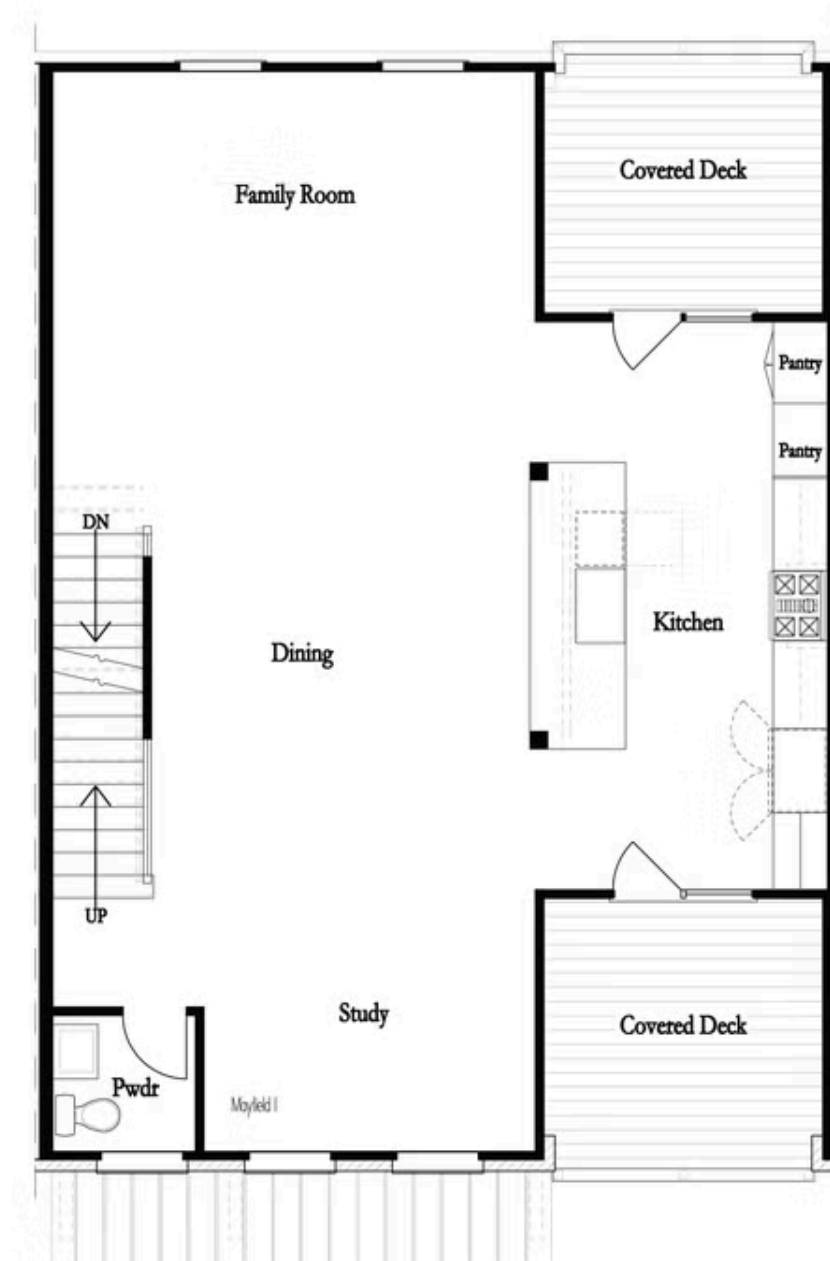 Covered Deck
Family Room
Pantry
Pantry
DN
Kitchen
Dining
UP
Study
Covered Deck
Pwdr
Mayfield I